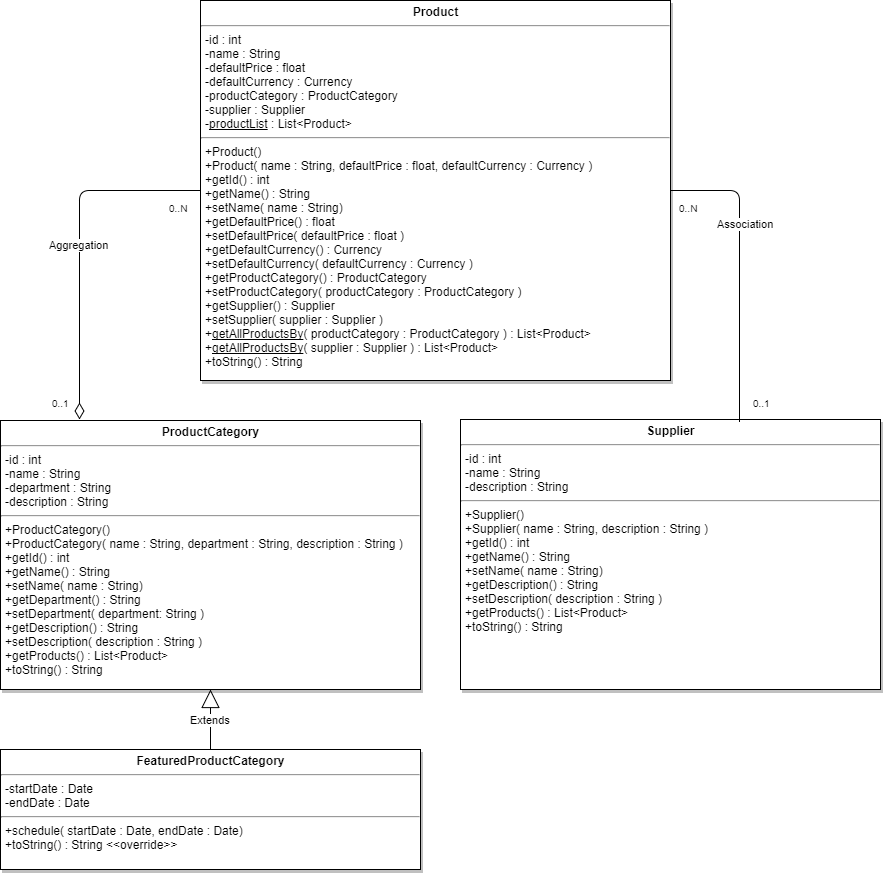 Product
-id : int
-name : String
-defaultPrice : float
-defaultCurrency : Currency
-productCategory : ProductCategory
-supplier : Supplier
-productList : List<Product>
+Product()
+Product( name : String, defaultPrice : float, defaultCurrency : Currency )
+getId() : int
+getName() : String
+setName( name : String)
+getDefaultPrice() : float
+setDefaultPrice( defaultPrice : float )
+getDefaultCurrency() : Currency
+setDefaultCurrency( defaultCurrency : Currency )
+getProductCategory() : ProductCategory
+setProductCategory( productCategory : ProductCategory )
+getSupplier() : Supplier
+setSupplier( supplier : Supplier )
+getAllProductsBy( productCategory : ProductCategory ) : List<Product>
+getAllProductsBy( supplier : Supplier ) : List<Product>
+toString() : String
0..N
Aggregation
0..1
0..N
Association
0..1
ProductCategory
-id : int
-name : String
-department : String
-description : String
+ProductCategory()
+ProductCategory( name : String, department : String, description : String )
+getId() : int
+getName() : String
+setName( name : String)
+getDepartment() : String
+setDepartment( department: String )
+getDescription() : String
+setDescription( description : String )
+getProducts() : List<Product>
+toString() : String
Supplier
-id : int
-name : String
-description : String
+Supplier()
+Supplier( name : String, description : String )
+getId() : int
+getName() : String
+setName( name : String)
+getDescription() : String
+setDescription( description : String )
+getProducts() : List<Product>
+toString() : String
Extends
FeaturedProductCategory
-startDate : Date
-endDate : Date
+schedule( startDate : Date, endDate : Date)
+toString() : String <<override>>